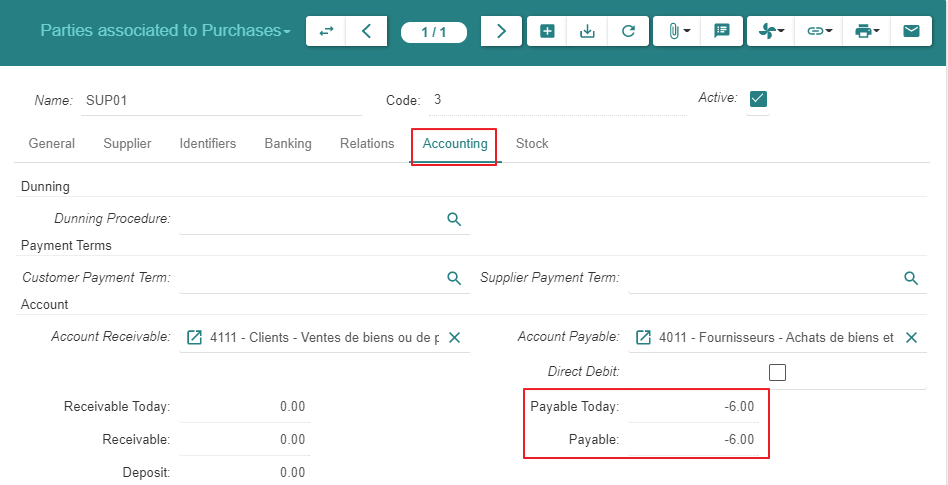 Parties associated to Purchases
1 / 1
Name: SUP01 Code: 3 Active:
General Supplier Identifiers Banking Relations Accounting Stock
Dunning
Dunning Procedure:
Payment Terms
Customer Payment Term: Supplier Payment Term:
Account
Account Receivable: 4111 - Clients - Ventes de biens ou de p Account Payable: 4011 - Fournisseurs - Achats de biens et
Direct Debit:
Receivable Today: 0.00 Payable Today: -6.00
Receivable: 0.00 Payable: -6.00
Deposit: 0.00